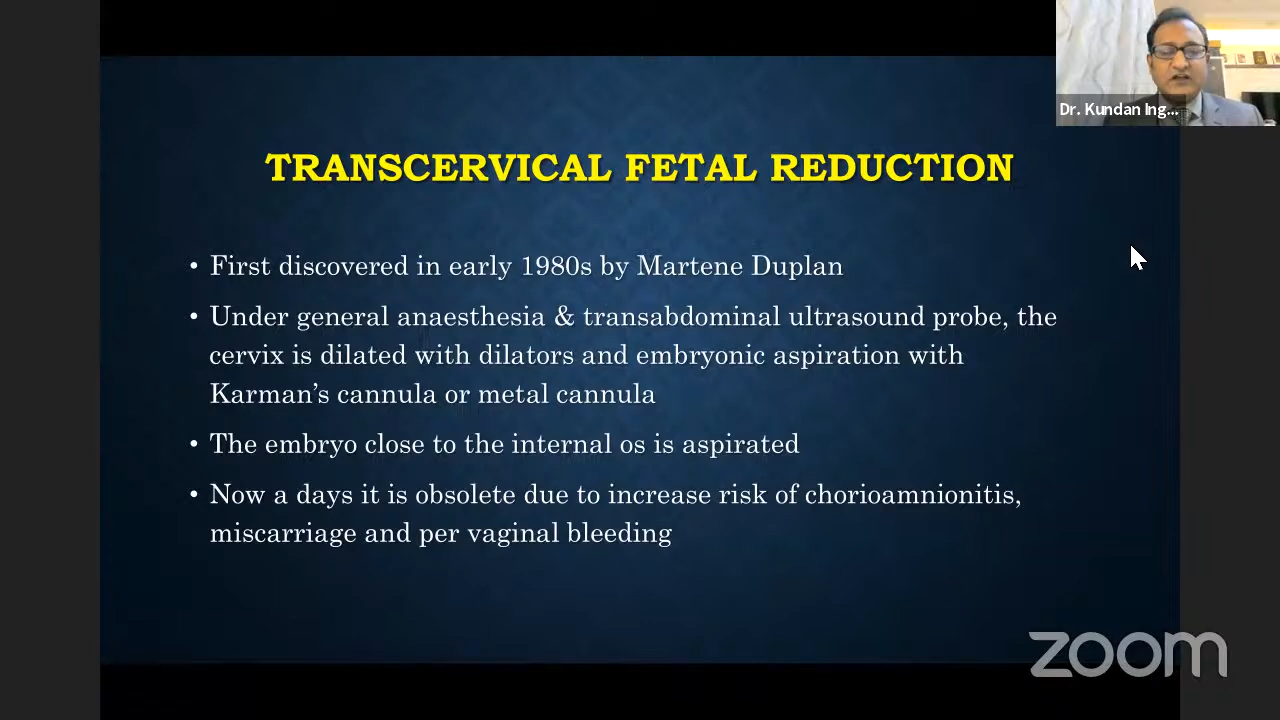 Dr. Kundan Ing...
TRANSCERVICAL FETAL REDUCTION
• First discovered in early 1980s by Martene Duplan
• Under general anaesthesia & transabdominal ultrasound probe, the
cervix is dilated with dilators and embryonic aspiration with
Karman’s cannula or metal cannula
• The embryo close to the internal os is aspirated
• Now a days it is obsolete due to increase risk of chorioamnionitis,
miscarriage and per vaginal bleeding
zoom